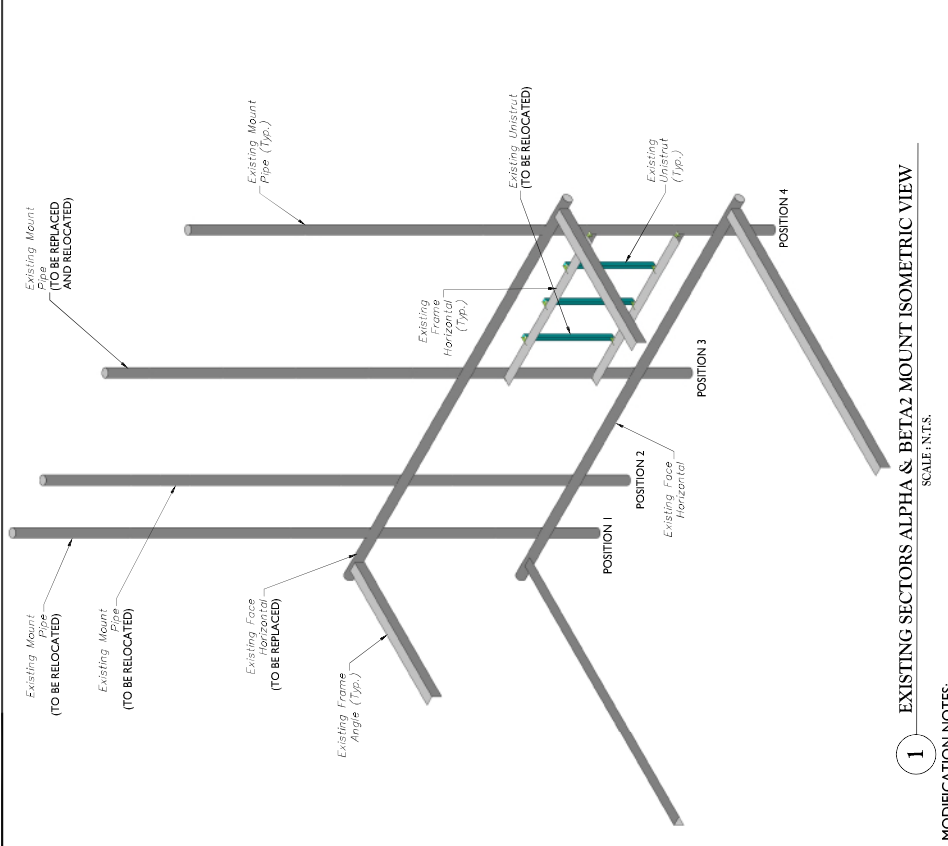 Existing Mount
Pipe
(TO BE RELOCATED)
Existing Mount
Pipe
(TO BE RELOCATED)
Existing Face
Horizontal
(TO BE REPLACED)
Existing Frame
Angle (Typ.)
Existing Mount
Pipe
(TO BE REPLACED
AND RELOCATED)
Existing Mount
Pipe (Typ.)
Existing
Frame
Horizontal
(Typ.)
Existing Unistrut
(TO BE RELOCATED)
Existing
Unistrut
(Typ.)
POSITION 1
POSITION 2
Existing Face
Horizontal
POSITION 3
POSITION 4
1
EXISTING SECTORS ALPHA & BETA2 MOUNT ISOMETRIC VIEW
SCALE : N.T.S.
MODIFICATION NOTES: